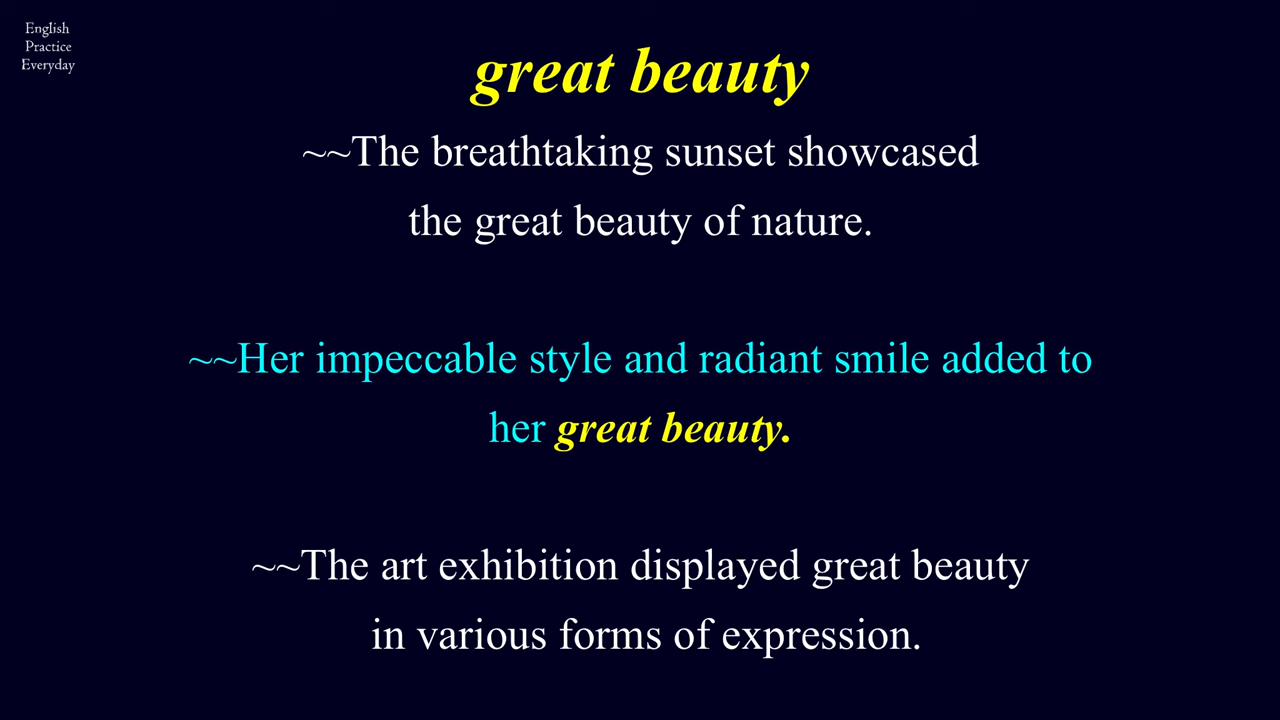 English
Practice
Everyday
great beauty
~~The breathtaking sunset showcased
the great beauty of nature.
~~Her impeccable style and radiant smile added to
her great beauty.
~~The art exhibition displayed great beauty
in various forms of expression.